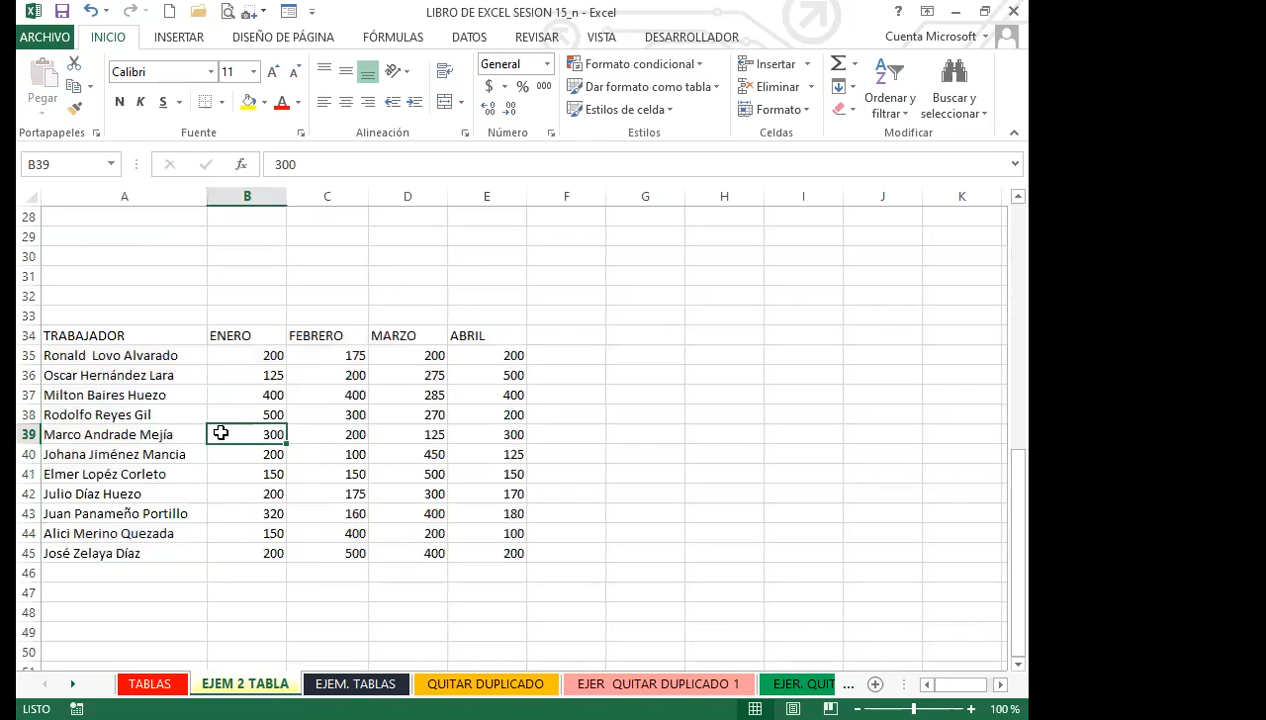 LIBRO DE EXCEL SESION 15_n - Excel
ARCHIVO INICIO INSERTAR DISEÑO DE PÁGINA FÓRMULAS DATOS REVISAR VISTA DESARROLLADOR Cuenta Microsoft
Pegar
Calibri 11
N K S
General
$ % 000
Formato condicional
Dar formato como tabla
Estilos de celda
Insertar
Eliminar
Formato
Ordenar y filtrar
Buscar y seleccionar
Portapapeles Fuente Alineación Número Estilos Celdas Modificar
B39 fx 300
A B C D E F G H I J K
28
29
30
31
32
33
34 TRABAJADOR ENERO FEBRERO MARZO ABRIL
35 Ronald Lovo Alvarado 200 175 200 200
36 Oscar Hernández Lara 125 200 275 500
37 Milton Baires Huezo 400 400 285 400
38 Rodolfo Reyes Gil 500 300 270 200
39 Marco Andrade Mejía 300 200 125 300
40 Johana Jiménez Mancia 200 100 450 125
41 Elmer Lopéz Corleto 150 150 500 150
42 Julio Díaz Huezo 200 175 300 170
43 Juan Panameño Portillo 320 160 400 180
44 Alici Merino Quezada 150 400 200 100
45 José Zelaya Díaz 200 500 400 200
46
47
48
49
50
51
TABLAS EJEM 2 TABLA EJEM. TABLAS QUITAR DUPLICADO EJER QUITAR DUPLICADO 1 EJER. QUIT ...
LISTO 100 %